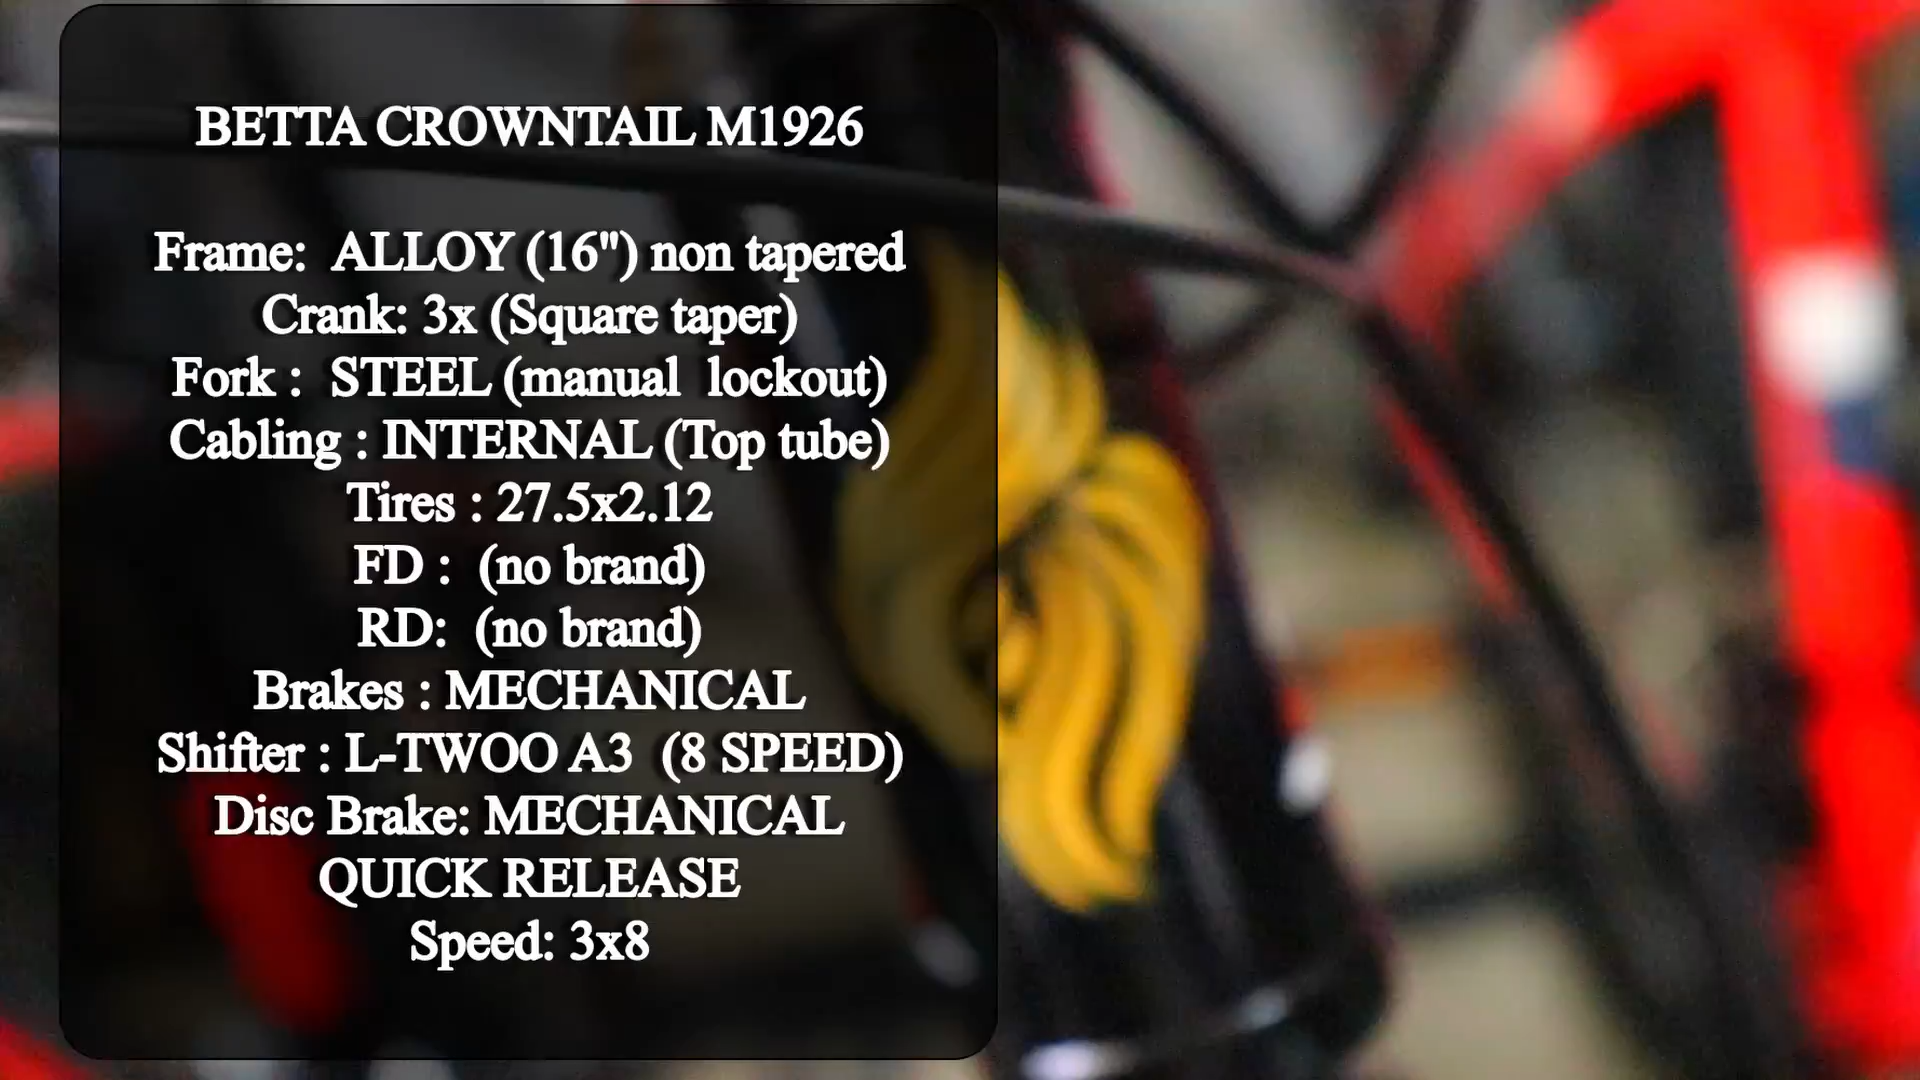 BETTA CROWNTAIL M1926
Frame:  ALLOY (16") non tapered
Crank: 3x (Square taper)
Fork :  STEEL (manual  lockout)
Cabling : INTERNAL (Top tube)
Tires : 27.5x2.12
FD :  (no brand)
RD:  (no brand)
Brakes : MECHANICAL
Shifter : L-TWOO A3  (8 SPEED)
Disc Brake: MECHANICAL
QUICK RELEASE
Speed: 3x8